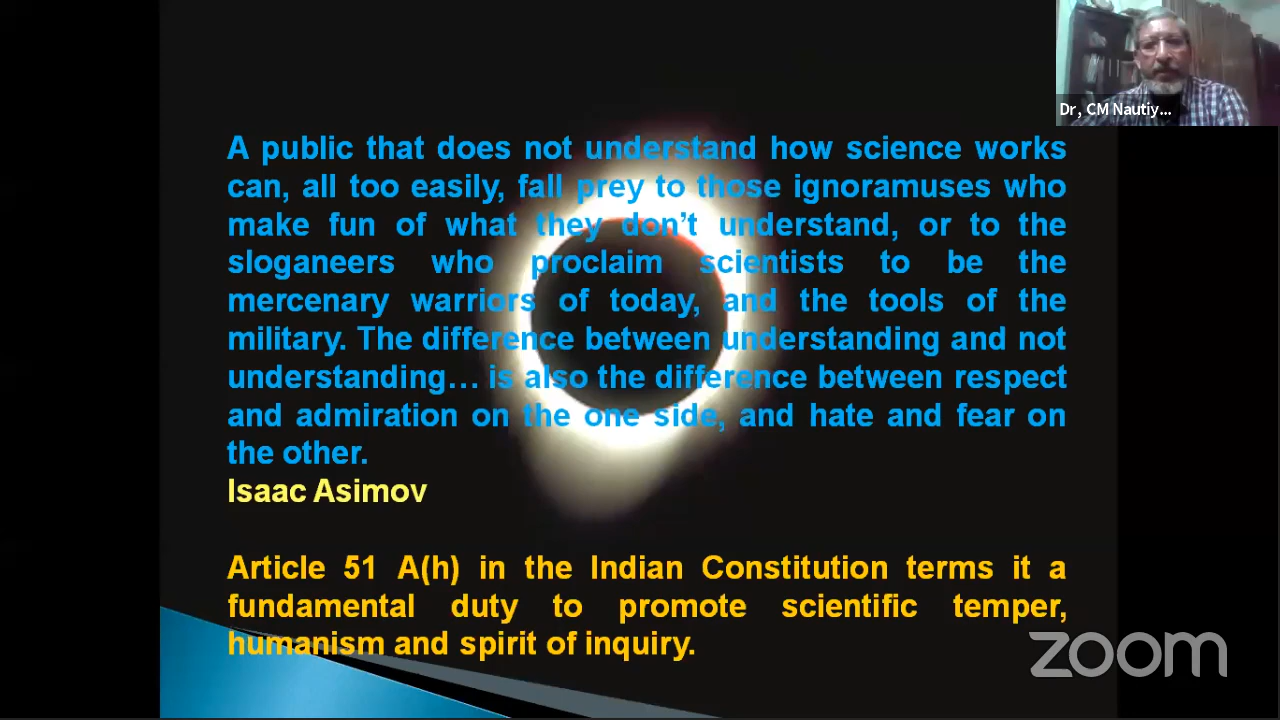 Dr, CM Nautiy...
A public that does not understand how science works
can, all too easily, fall prey to those ignoramuses who
make fun of what they don’t understand, or to the
sloganeers who proclaim scientists to be the
mercenary warriors of today, and the tools of the
military. The difference between understanding and not
understanding… is also the difference between respect
and admiration on the one side, and hate and fear on
the other.
Isaac Asimov
Article 51 A(h) in the Indian Constitution terms it a
fundamental duty to promote scientific temper,
humanism and spirit of inquiry.
zoom